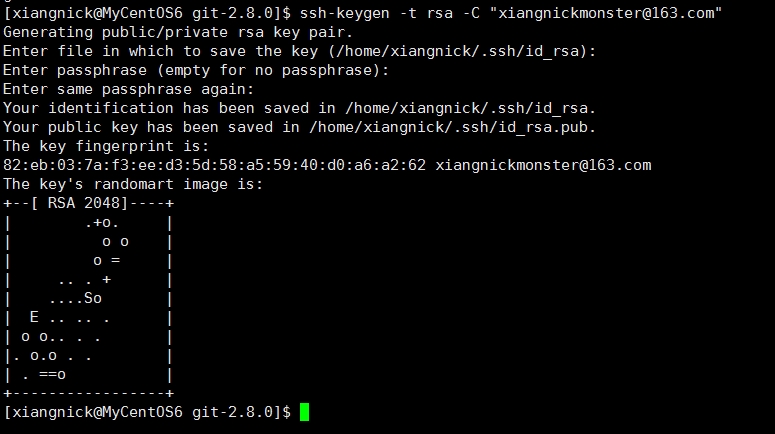 [xiangnick@MyCentOS6 git-2.8.0]$ ssh-keygen -t rsa -C "xiangnickmonster@163.com"
Generating public/private rsa key pair.
Enter file in which to save the key (/home/xiangnick/.ssh/id_rsa):
Enter passphrase (empty for no passphrase):
Enter same passphrase again:
Your identification has been saved in /home/xiangnick/.ssh/id_rsa.
Your public key has been saved in /home/xiangnick/.ssh/id_rsa.pub.
The key fingerprint is:
82:eb:03:7a:f3:ee:d3:5d:58:a5:59:40:d0:a6:a2:62 xiangnickmonster@163.com
The key's randomart image is:
+--[ RSA 2048]----+
|        .+o.     |
|          o o    |
|         o =     |
|     .. . +      |
|    ....So       |
|  E .. .. .      |
| o o.. . .       |
|. o.o . .        |
| . ==o           |
+-----------------+
[xiangnick@MyCentOS6 git-2.8.0]$